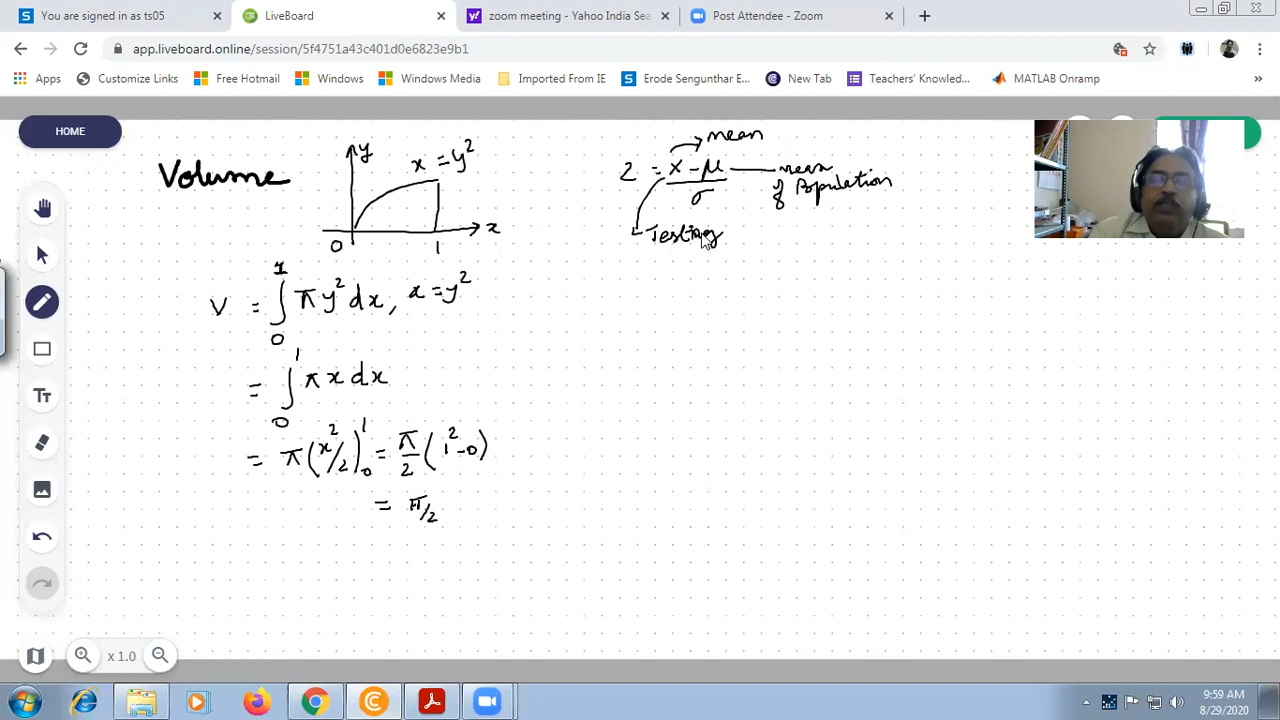 You are signed as ts05
LiveBoard
zoom meeting - Yahoo India Sea
Post Attendee - Zoom
app.liveboard.online/session/5f4751a43c401d0e6823e9b1
Apps
Customize Links
Free Hotmail
Windows
Windows Media
Imported From IE
Erode Sengunthar E...
New Tab
Teachers' Knowled...
MATLAB Onramp
»
HOME
Volume
y
x = y²
0
1
x
V = ∫₀¹ πy² dx, x = y²
= ∫₀¹ πx dx
= π(x²/2)₀¹ = π/2 (1² - 0)
= π/2
mean
Z = (x - μ)/σ
mean
of Population
Testing
Tт
x 1.0
9:59 AM
8/29/2020